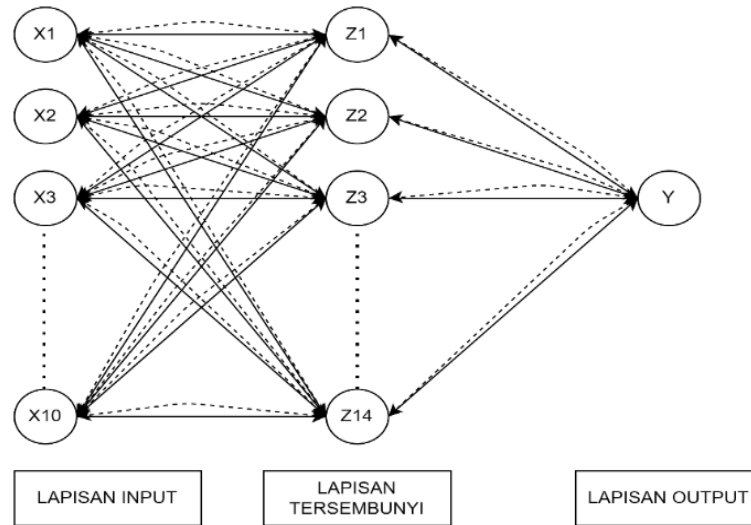 X1
Z1
X2
Z2
X3
Z3
Y
X10
Z14
LAPISAN INPUT
LAPISAN
TERSEMBUNYI
LAPISAN OUTPUT